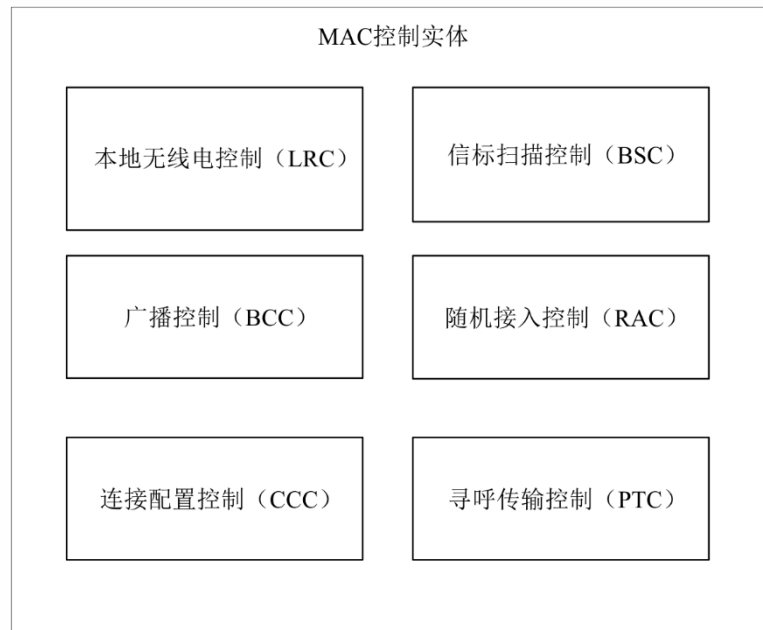 MAC控制实体
本地无线电控制（LRC）
信标扫描控制（BSC）
广播控制（BCC）
随机接入控制（RAC）
连接配置控制（CCC）
寻呼传输控制（PTC）